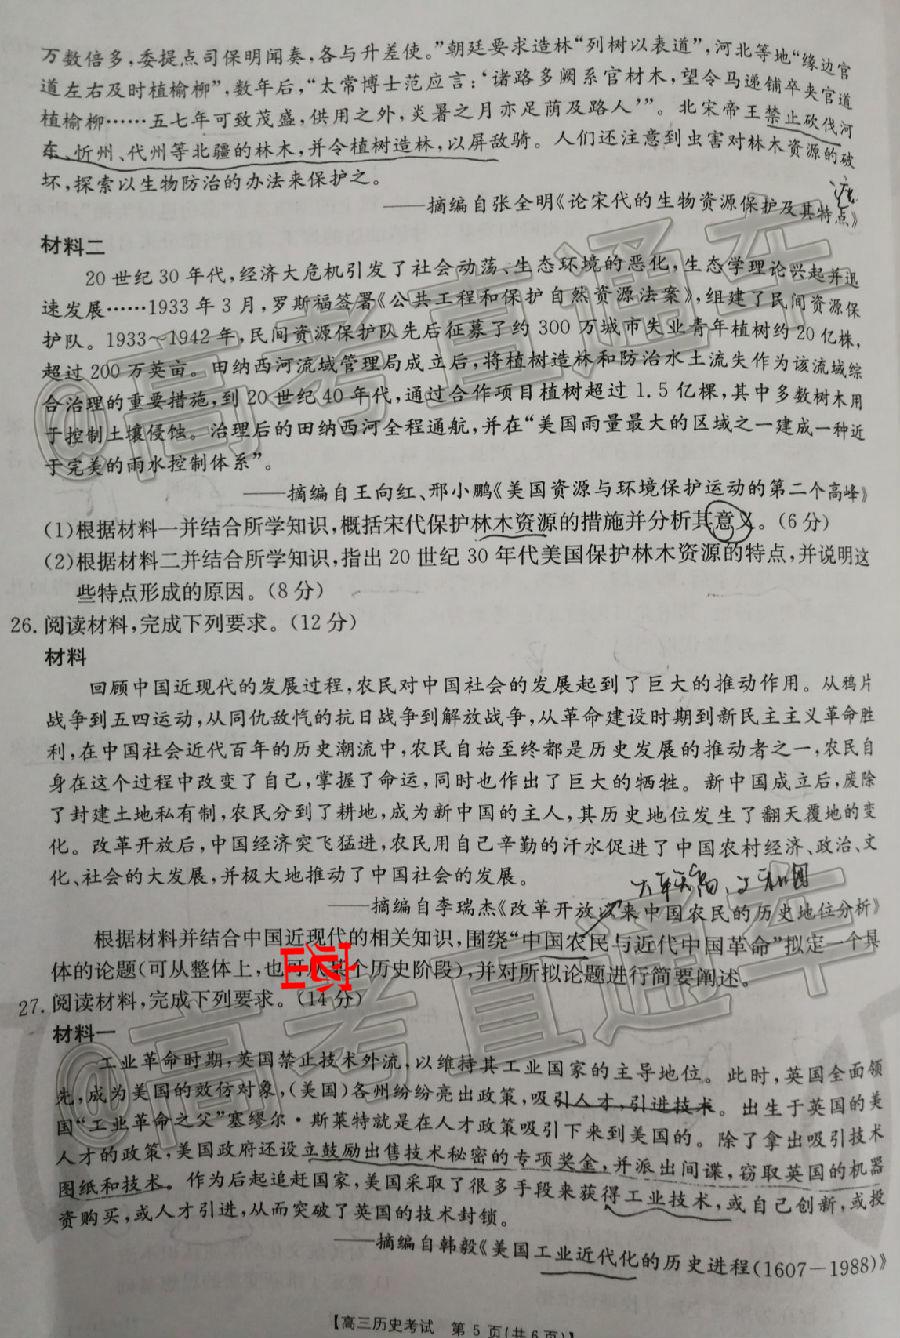 万数倍多，委提点司保明闻奏，各与升差使。”朝廷要求造林“列树以表道”，河北等地“缘边官
道左右及时植榆柳”，数年后，“太常博士范应言：‘诸路多阙系官材木，望令马递铺卒夹官道
植榆柳……五七年可致茂盛，供用之外，炎暑之月亦足荫及路人’”。北宋帝王禁止砍伐河
东、忻州、代州等北疆的林木，并令植树造林，以屏敌骑。人们还注意到虫害对林木资源的破
坏，探索以生物防治的办法来保护之。
——摘编自张全明《论宋代的生物资源保护及其特点》
材料二
20世纪30年代，经济大危机引发了社会动荡、生态环境的恶化，生态学理论兴起并迅
速发展……1933年3月，罗斯福签署《公共工程和保护自然资源法案》，组建了民间资源保
护队。1933～1942年，民间资源保护队先后征募了约300万城市失业青年植树约20亿株，
超过200万英亩。田纳西河流域管理局成立后，将植树造林和防治水土流失作为该流域综
合治理的重要措施，到20世纪40年代，通过合作项目植树超过1.5亿棵，其中多数树木用
于控制土壤侵蚀。治理后的田纳西河全程通航，并在“美国雨量最大的区域之一建成一种近
于完美的雨水控制体系”。
——摘编自王向红、邢小鹏《美国资源与环境保护运动的第二个高峰》
(1)根据材料一并结合所学知识，概括宋代保护林木资源的措施并分析其意义。(6分)
(2)根据材料二并结合所学知识，指出20世纪30年代美国保护林木资源的特点，并说明这
些特点形成的原因。(8分)
26.阅读材料，完成下列要求。(12分)
材料
回顾中国近现代的发展过程，农民对中国社会的发展起到了巨大的推动作用。从鸦片
战争到五四运动，从同仇敌忾的抗日战争到解放战争，从革命建设时期到新民主主义革命胜
利，在中国社会近代百年的历史潮流中，农民自始至终都是历史发展的推动者之一，农民自
身在这个过程中改变了自己，掌握了命运，同时也作出了巨大的牺牲。新中国成立后，废除
了封建土地私有制，农民分到了耕地，成为新中国的主人，其历史地位发生了翻天覆地的变
化。改革开放后，中国经济突飞猛进，农民用自己辛勤的汗水促进了中国农村经济、政治、文
化、社会的大发展，并极大地推动了中国社会的发展。
——摘编自李瑞杰《改革开放以来中国农民的历史地位分析》
根据材料并结合中国近现代的相关知识，围绕“中国农民与近代中国革命”拟定一个具
体的论题(可从整体上，也可从某个历史阶段)，并对所拟论题进行简要阐述。
27.阅读材料，完成下列要求。(14分)
材料一
工业革命时期，英国禁止技术外流，以维持其工业国家的主导地位。此时，英国全面领
先，成为美国的效仿对象，(美国)各州纷纷亮出政策，吸引人才，引进技术。出生于英国的美
国“工业革命之父”塞缪尔·斯莱特就是在人才政策吸引下来到美国的。除了拿出吸引技术
人才的政策，美国政府还设立鼓励出售技术秘密的专项奖金，并派出间谍，窃取英国的机器
图纸和技术。作为后起追赶国家，美国采取了很多手段来获得工业技术，或自己创新，或投
资购买，或人才引进，从而突破了英国的技术封锁。
——摘编自韩毅《美国工业近代化的历史进程(1607—1988)》
【高三历史考试 第5页(共6页)】
@高考直通车
@高考直通车